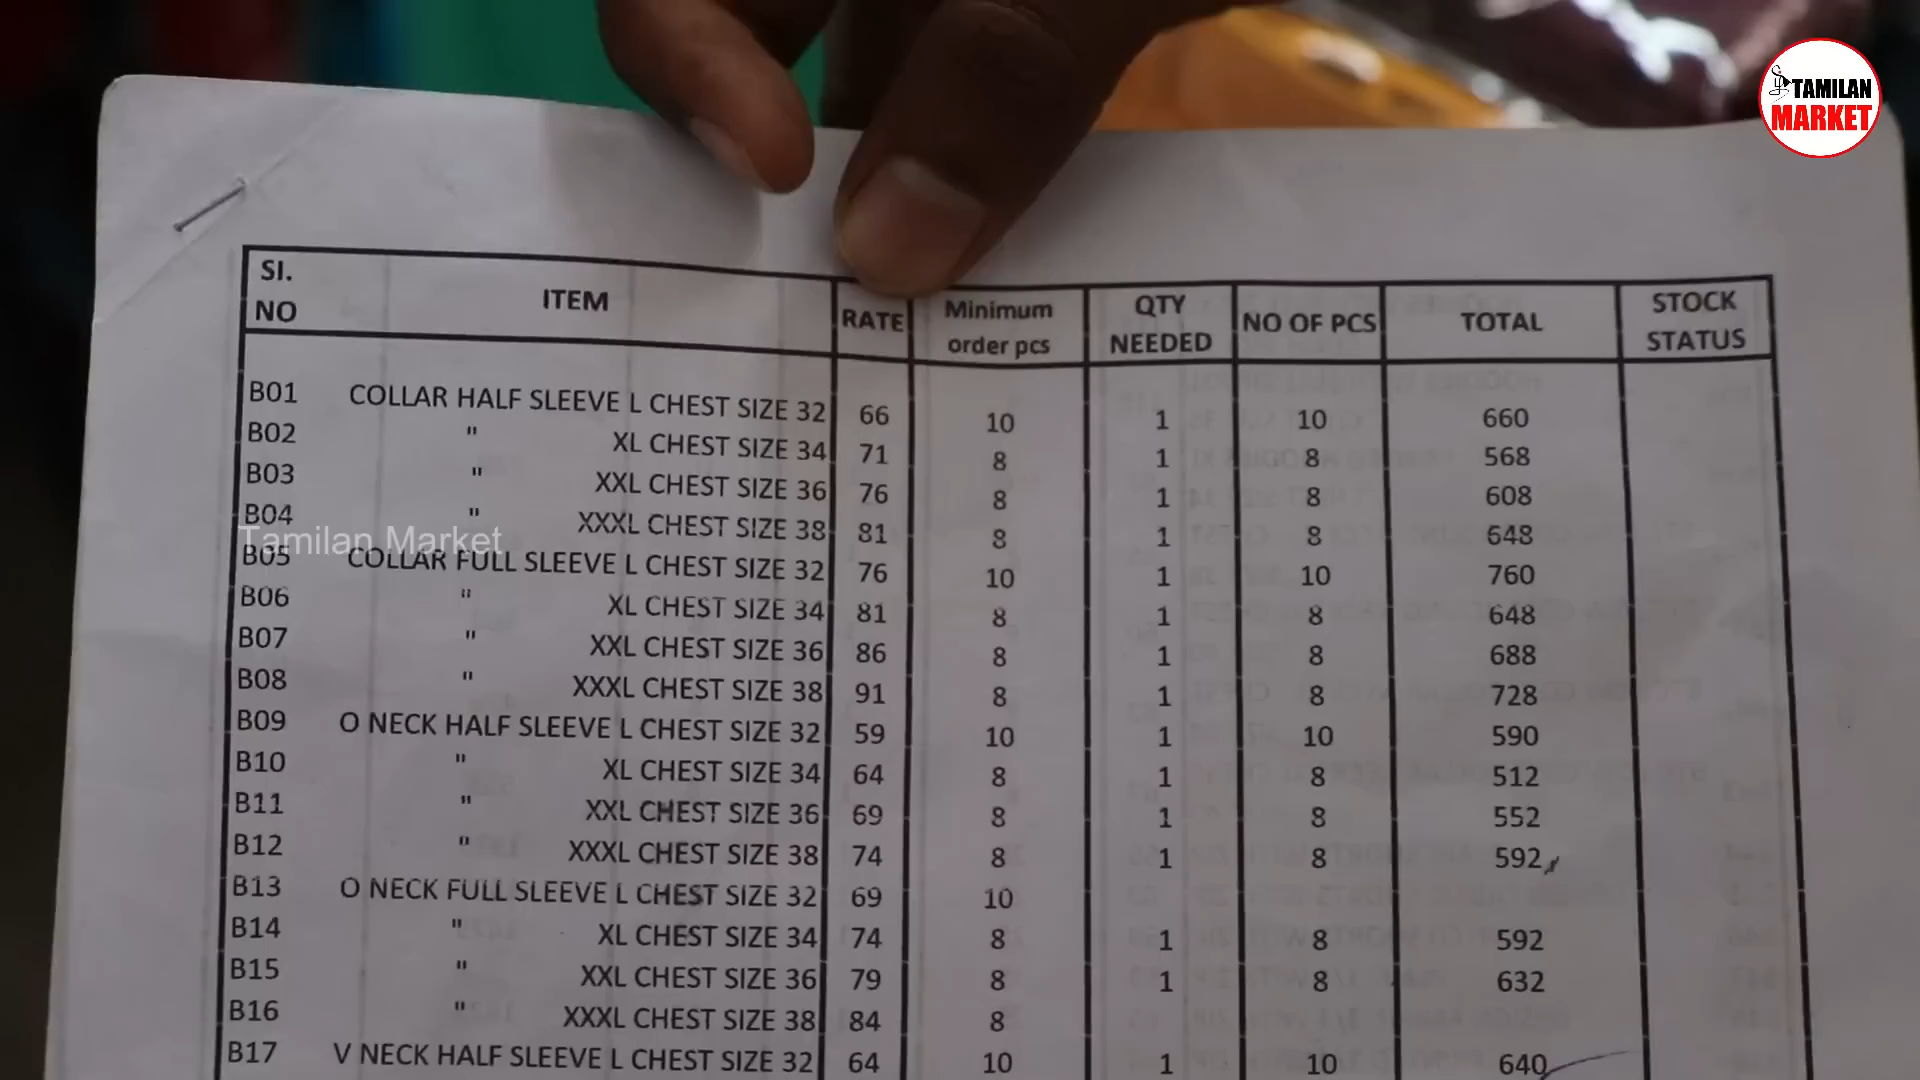 TAMILAN
MARKET
SI. NO ITEM RATE Minimum order pcs QTY NEEDED NO OF PCS TOTAL STOCK STATUS
B01 COLLAR HALF SLEEVE L CHEST SIZE 32 66 10 1 10 660
B02 " XL CHEST SIZE 34 71 8 1 8 568
B03 " XXL CHEST SIZE 36 76 8 1 8 608
B04 " XXXL CHEST SIZE 38 81 8 1 8 648
Tamilan Market
B05 COLLAR FULL SLEEVE L CHEST SIZE 32 76 10 1 10 760
B06 " XL CHEST SIZE 34 81 8 1 8 648
B07 " XXL CHEST SIZE 36 86 8 1 8 688
B08 " XXXL CHEST SIZE 38 91 8 1 8 728
B09 O NECK HALF SLEEVE L CHEST SIZE 32 59 10 1 10 590
B10 " XL CHEST SIZE 34 64 8 1 8 512
B11 " XXL CHEST SIZE 36 69 8 1 8 552
B12 " XXXL CHEST SIZE 38 74 8 1 8 592
B13 O NECK FULL SLEEVE L CHEST SIZE 32 69 10
B14 " XL CHEST SIZE 34 74 8 1 8 592
B15 " XXL CHEST SIZE 36 79 8 1 8 632
B16 " XXXL CHEST SIZE 38 84 8
B17 V NECK HALF SLEEVE L CHEST SIZE 32 64 10 1 10 640